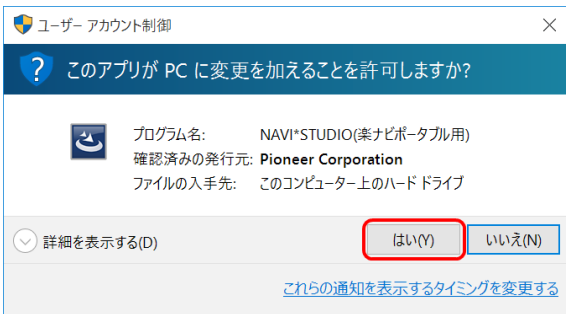 ユーザー アカウント制御
このアプリが PC に変更を加えることを許可しますか?
プログラム名: NAVI*STUDIO(楽ナビポータブル用)
確認済みの発行元: Pioneer Corporation
ファイルの入手先: このコンピューター上のハード ドライブ
詳細を表示する(D) はい(Y) いいえ(N)
これらの通知を表示するタイミングを変更する